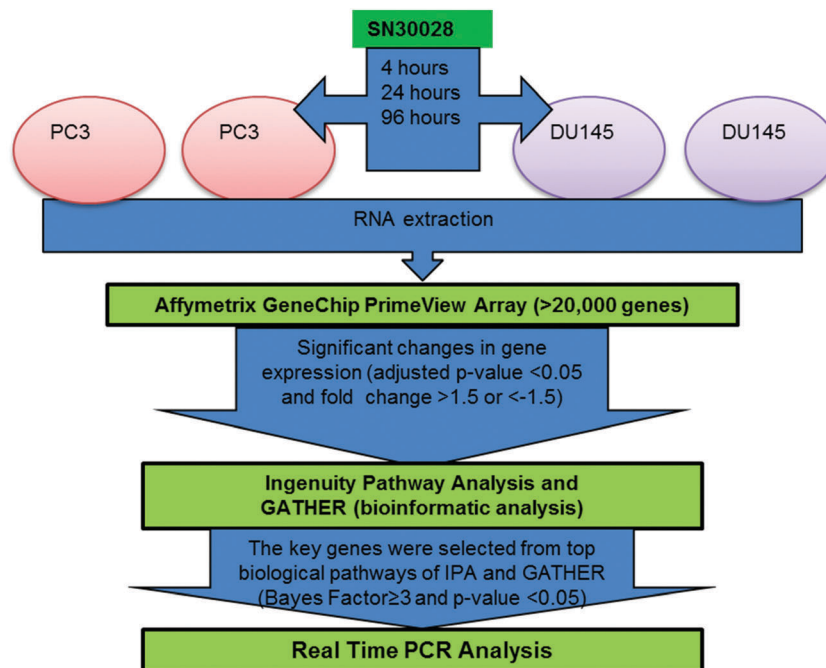 SN30028
4 hours
24 hours
96 hours
PC3
PC3
DU145
DU145
RNA extraction
Affymetrix GeneChip PrimeView Array (>20,000 genes)
Significant changes in gene
expression (adjusted p-value <0.05
and fold change >1.5 or <-1.5)
Ingenuity Pathway Analysis and
GATHER (bioinformatic analysis)
The key genes were selected from top
biological pathways of IPA and GATHER
(Bayes Factor≥3 and p-value <0.05)
Real Time PCR Analysis